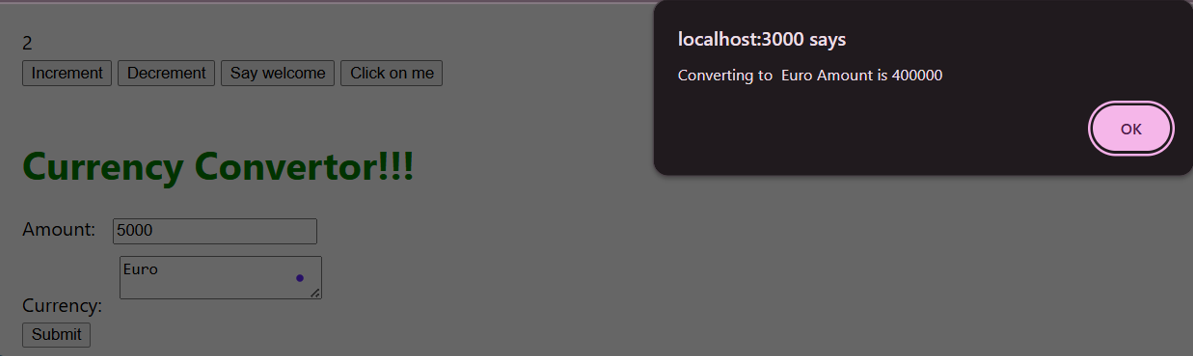 localhost:3000 says
Converting to  Euro Amount is 400000
OK
2
Increment Decrement Say welcome Click on me
Currency Convertor!!!
Amount: 5000
Euro
Currency:
Submit